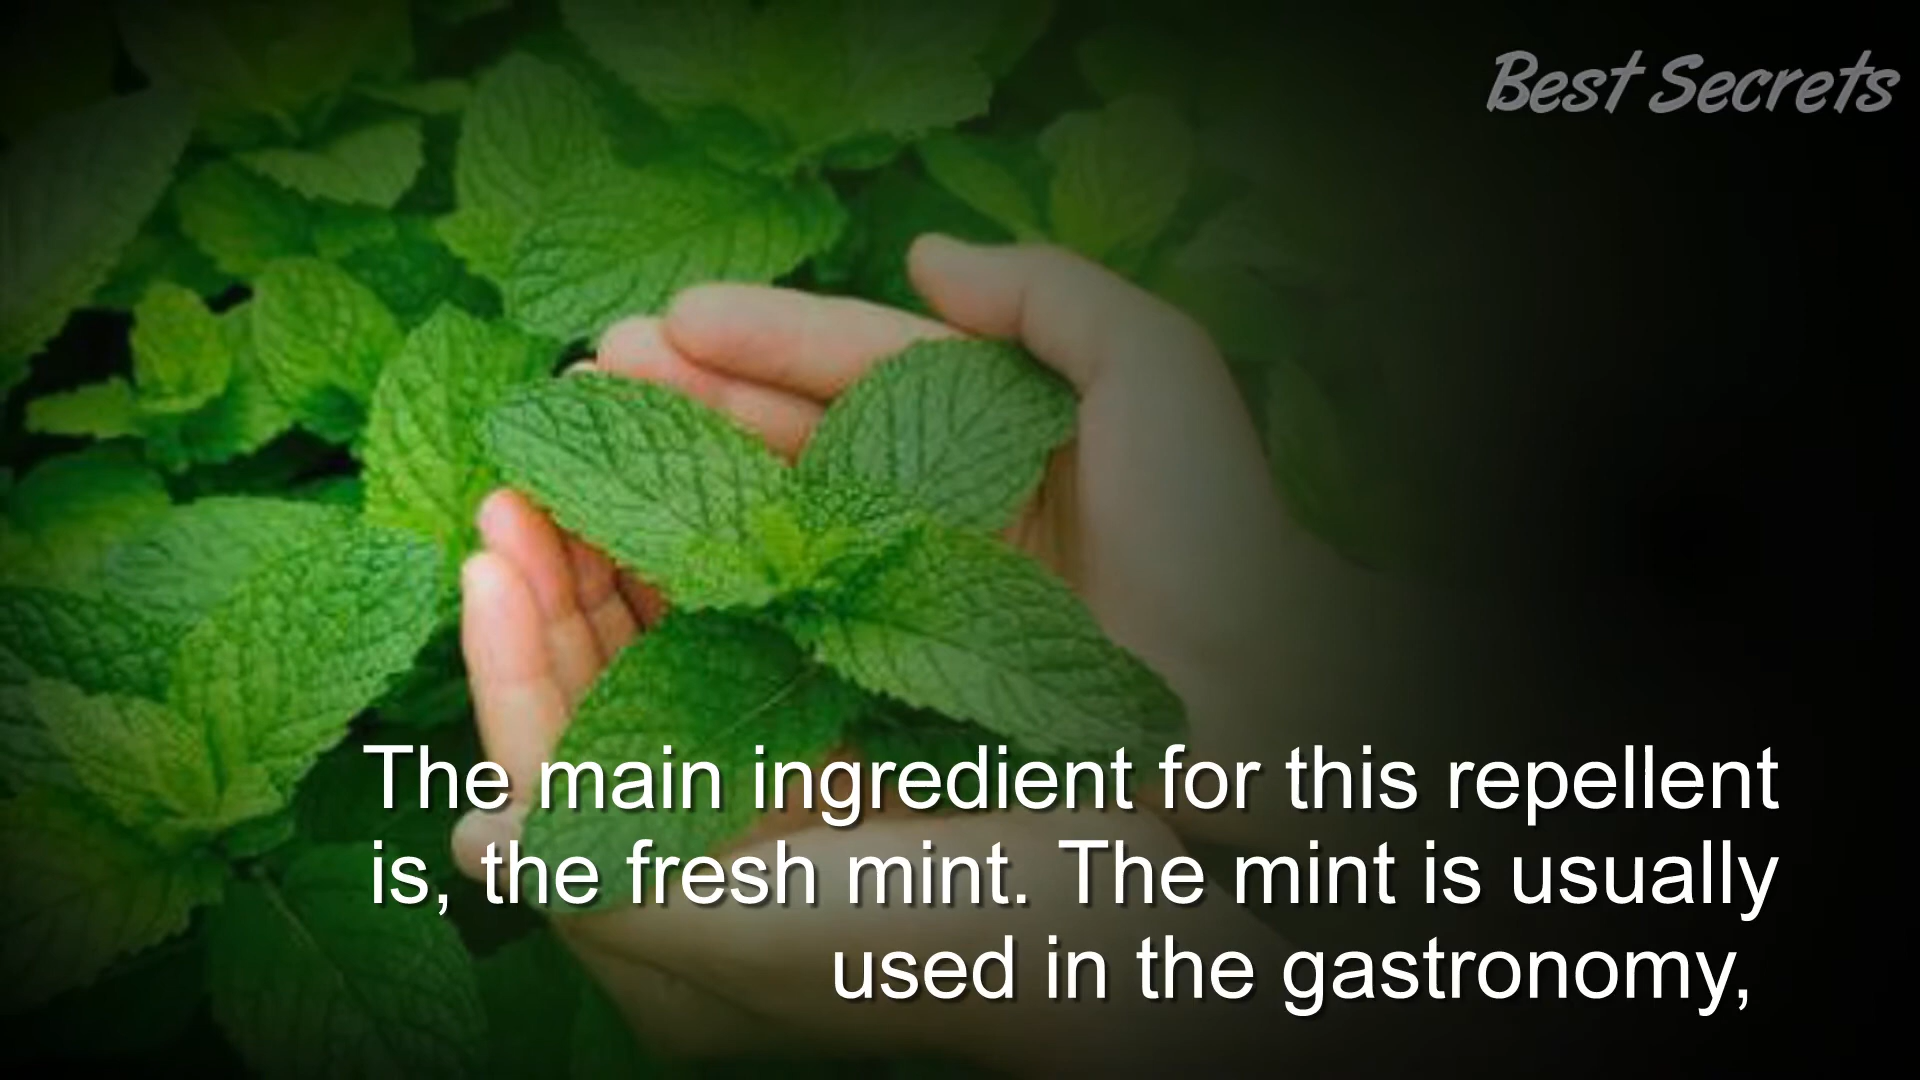 Best Secrets
The main ingredient for this repellent
is, the fresh mint. The mint is usually
used in the gastronomy,